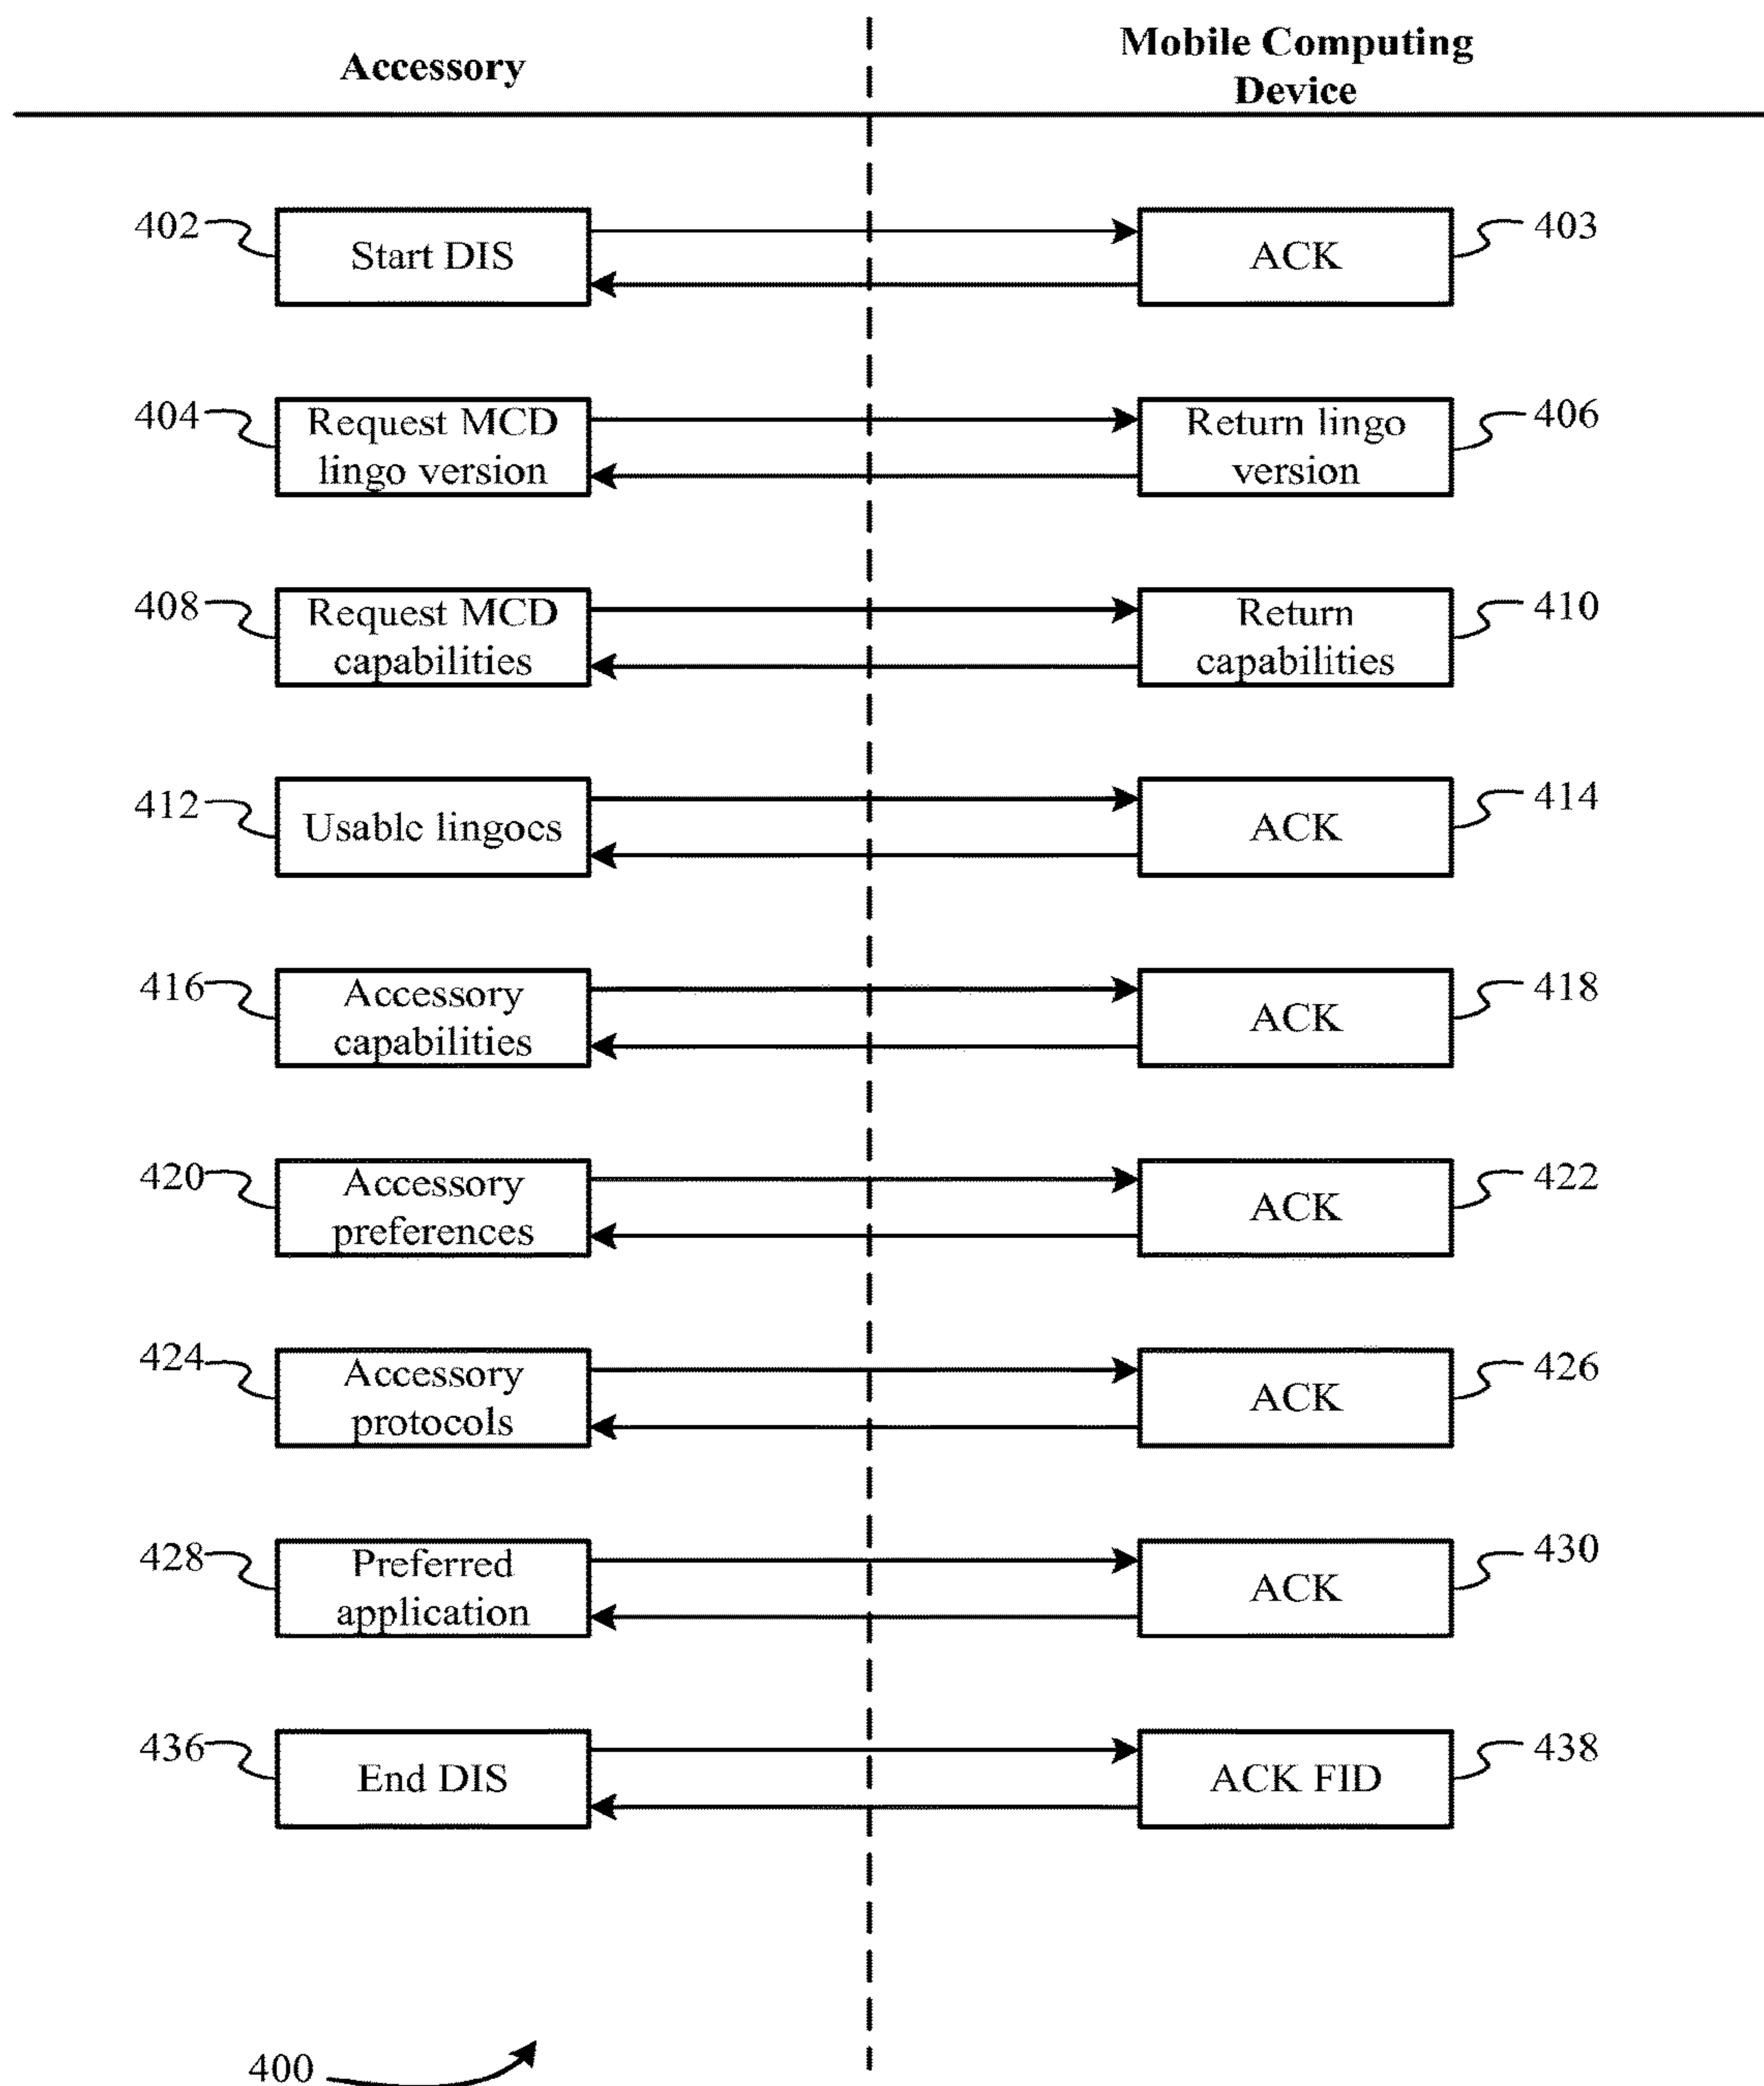 Accessory
Mobile Computing
Device
402
Start DIS
ACK
403
404
Request MCD
lingo version
Return lingo
version
406
408
Request MCD
capabilities
Return
capabilities
410
412
Usable lingoes
ACK
414
416
Accessory
capabilities
ACK
418
420
Accessory
preferences
ACK
422
424
Accessory
protocols
ACK
426
428
Preferred
application
ACK
430
436
End DIS
ACK FID
438
400